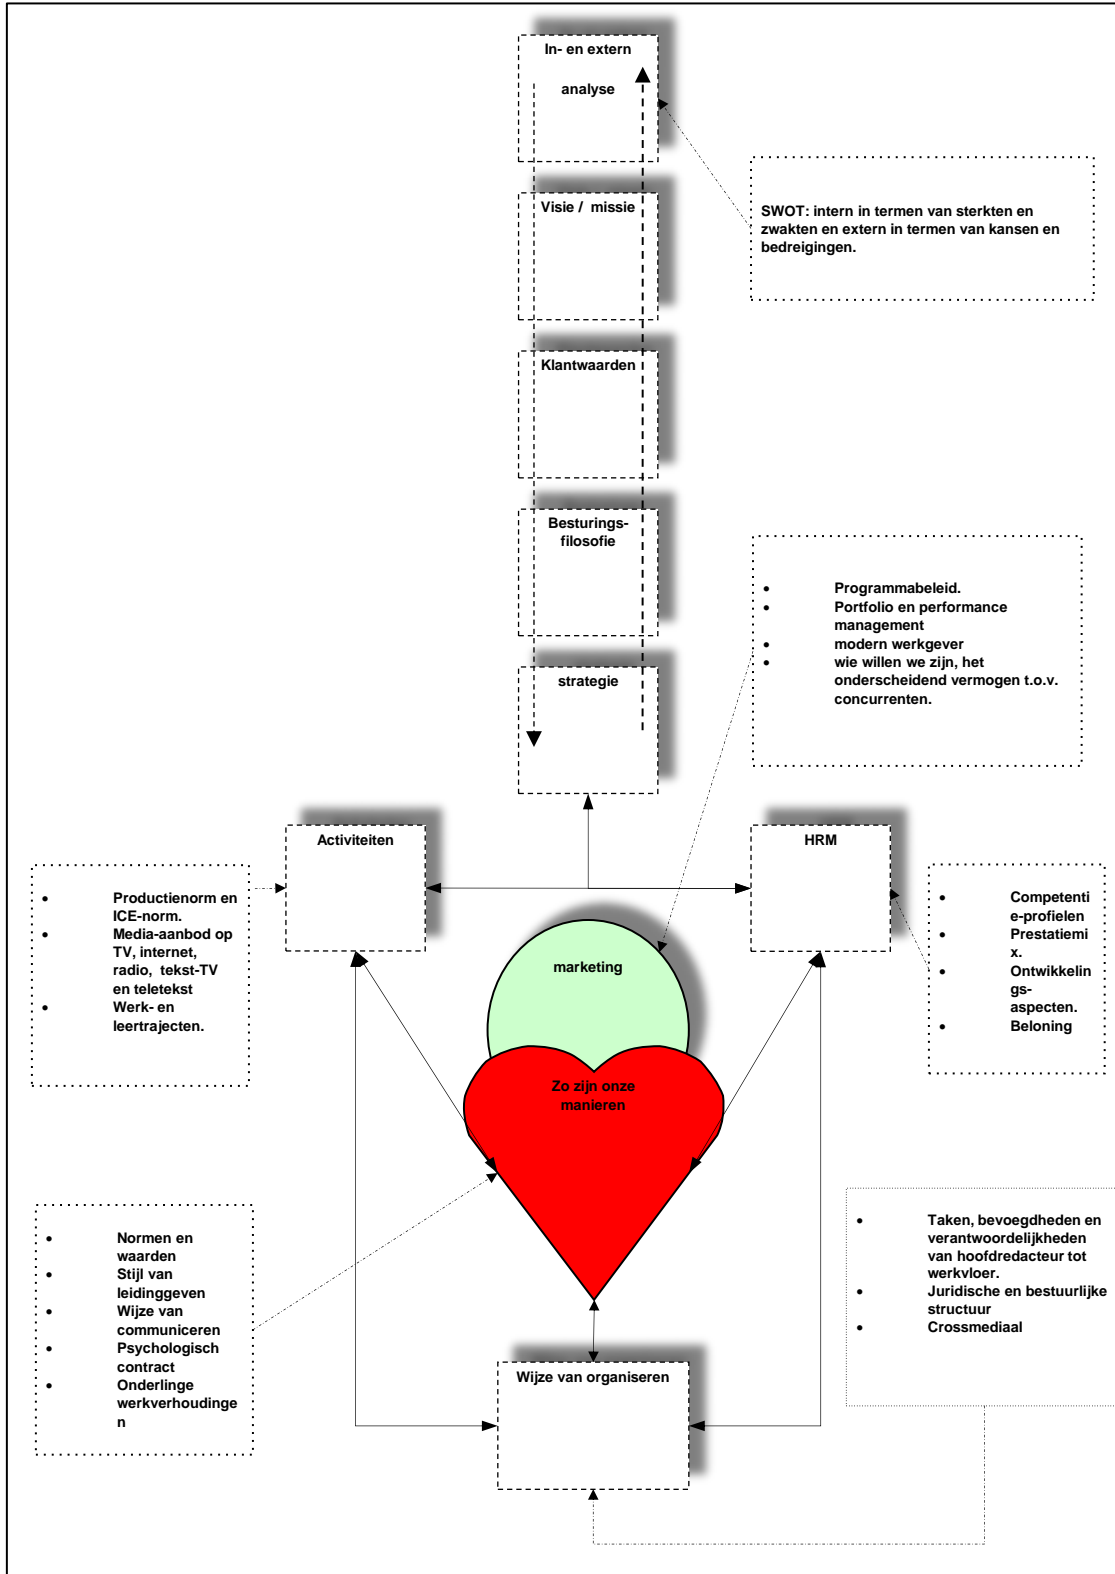 In- en extern
analyse
SWOT: intern in termen van sterkten en
zwakten en extern in termen van kansen en
bedreigingen.
Visie / missie
Klantwaarden
Besturings-
filosofie
• Programmabeleid.
• Portfolio en performance
management
• modern werkgever
• wie willen we zijn, het
onderscheidend vermogen t.o.v.
concurrenten.
strategie
Activiteiten
HRM
• Productienorm en
ICE-norm.
• Media-aanbod op
TV, internet,
radio, tekst-TV
en teletekst
• Werk- en
leertrajecten.
• Competenti
e-profielen
• Prestatiemi
x.
• Ontwikkelin
gs-
aspecten.
• Beloning
marketing
Zo zijn onze
manieren
• Normen en
waarden
• Stijl van
leidinggeven
• Wijze van
communiceren
• Psychologisch
contract
• Onderlinge
werkverhoudinge
n
• Taken, bevoegdheden en
verantwoordelijkheden
van hoofdredacteur tot
werkvloer.
• Juridische en bestuurlijke
structuur
• Crossmediaal
Wijze van organiseren